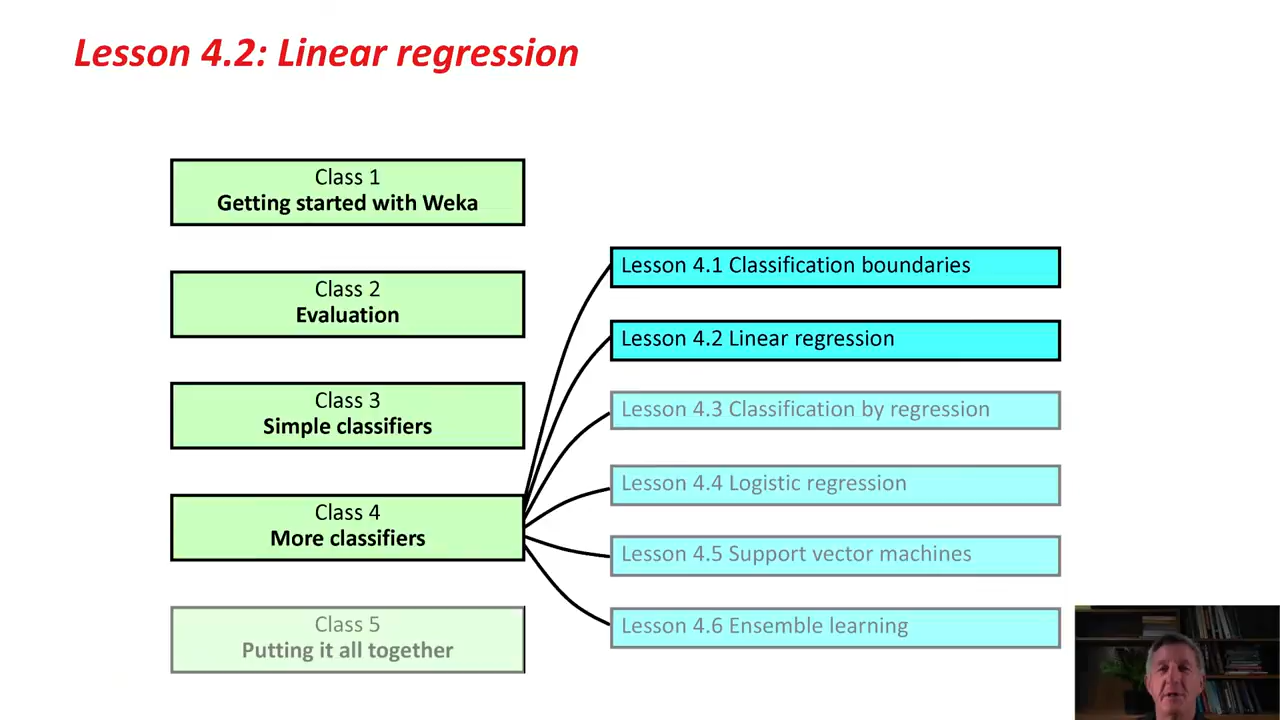 Lesson 4.2: Linear regression
Class 1
Getting started with Weka
Class 2
Evaluation
Class 3
Simple classifiers
Class 4
More classifiers
Class 5
Putting it all together
Lesson 4.1 Classification boundaries
Lesson 4.2 Linear regression
Lesson 4.3 Classification by regression
Lesson 4.4 Logistic regression
Lesson 4.5 Support vector machines
Lesson 4.6 Ensemble learning